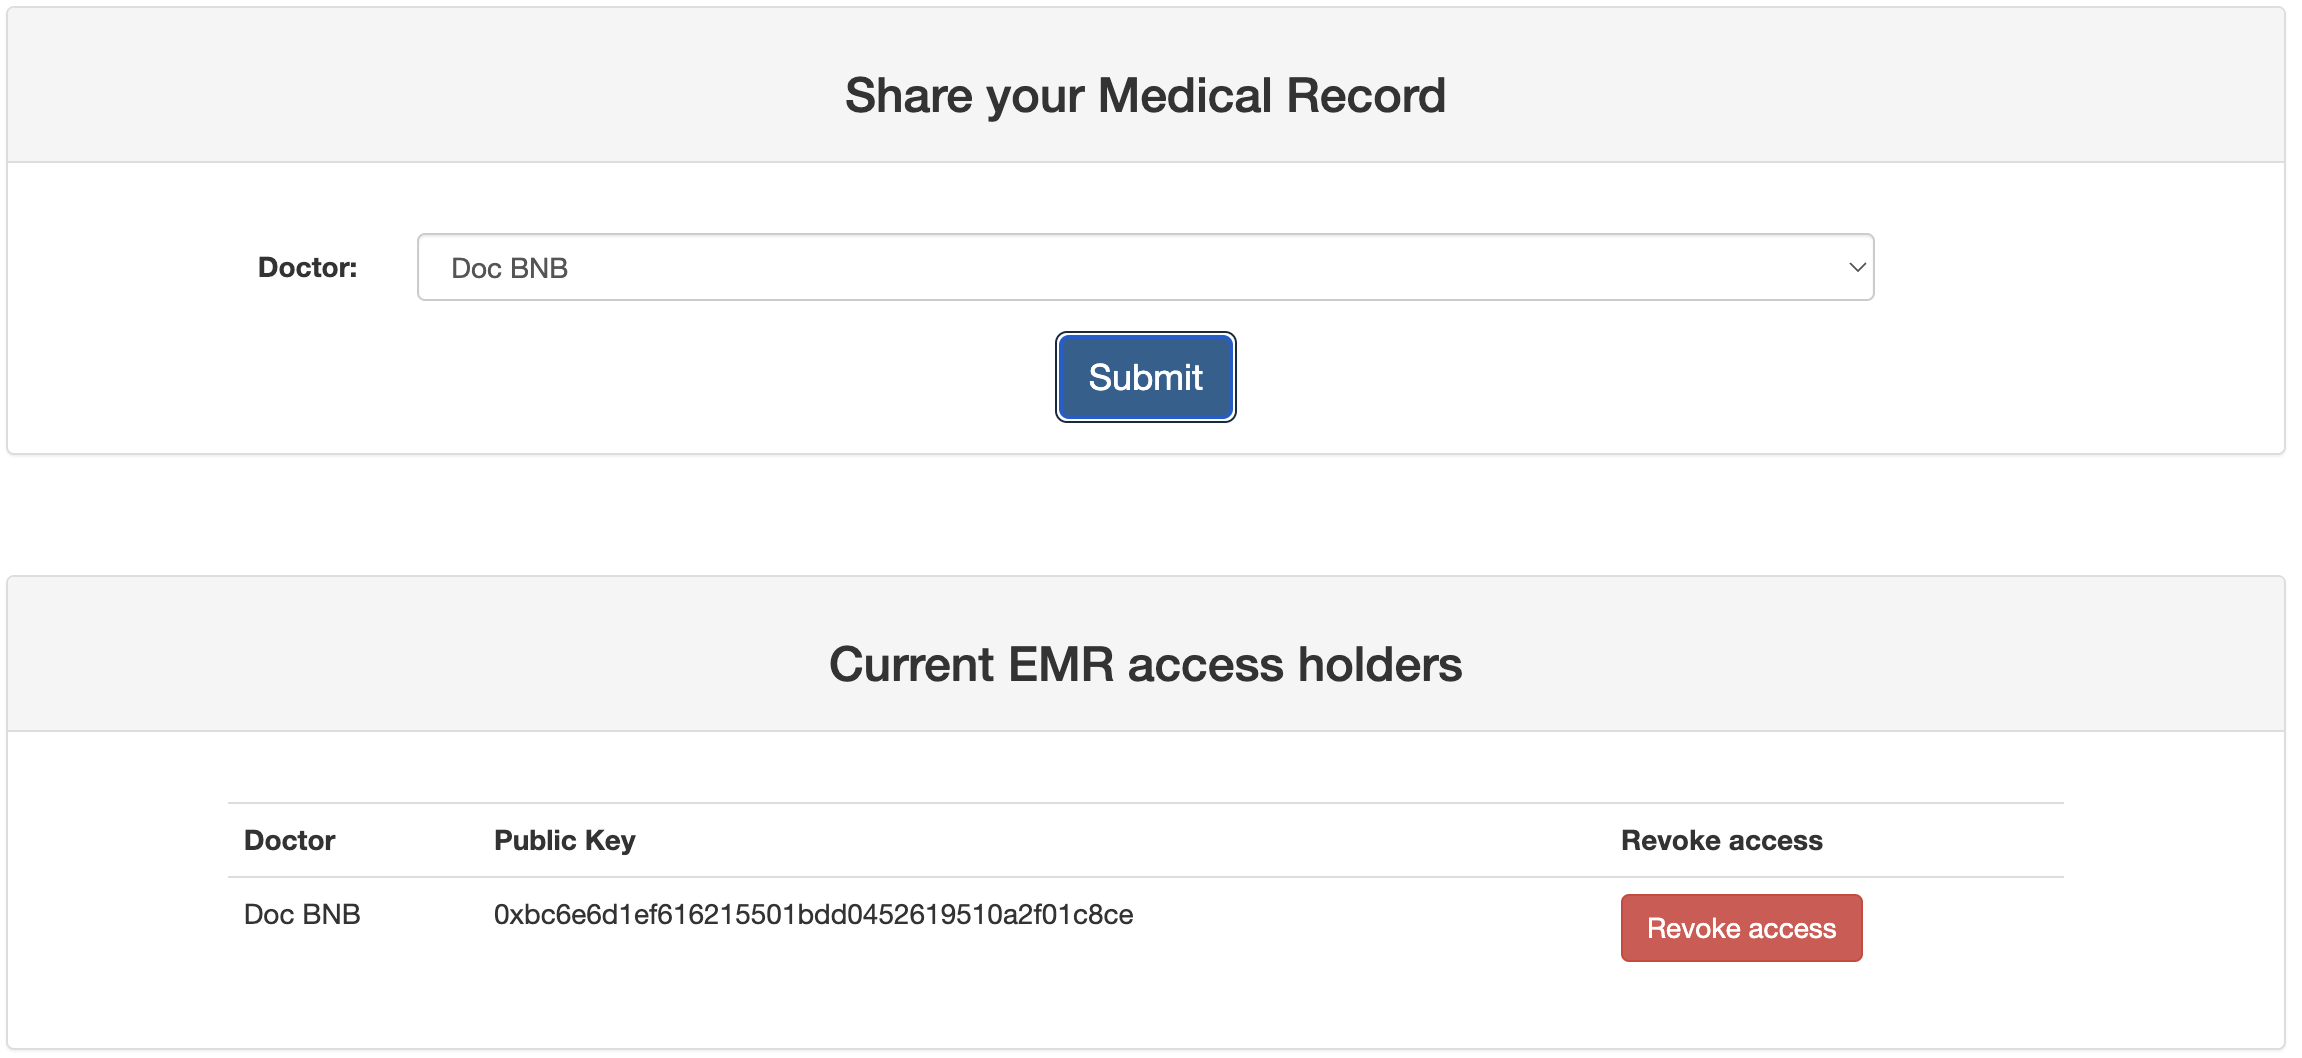 Share your Medical Record
Doctor: Doc BNB
Submit
Current EMR access holders
Doctor Public Key Revoke access
Doc BNB 0xbc6e6d1ef616215501bdd0452619510a2f01c8ce Revoke access